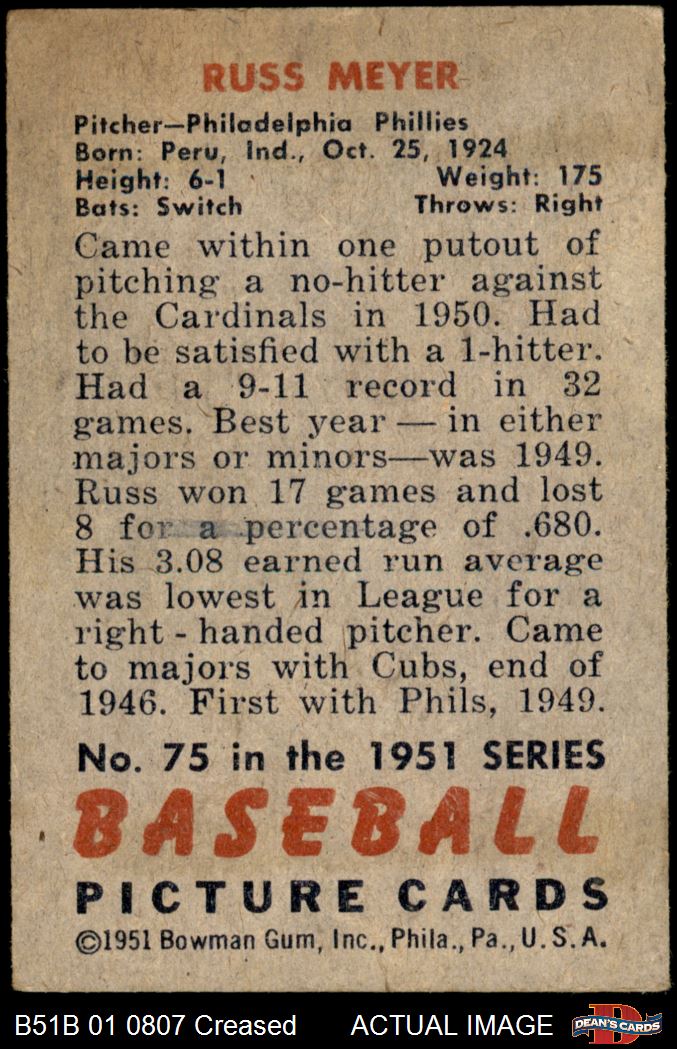 RUSS MEYER
Pitcher—Philadelphia Phillies
Born: Peru, Ind., Oct. 25, 1924
Height: 6-1 Weight: 175
Bats: Switch Throws: Right
Came within one putout of
pitching a no-hitter against
the Cardinals in 1950. Had
to be satisfied with a 1-hitter.
Had a 9-11 record in 32
games. Best year — in either
majors or minors—was 1949.
Russ won 17 games and lost
8 for a percentage of .680.
His 3.08 earned run average
was lowest in League for a
right - handed pitcher. Came
to majors with Cubs, end of
1946. First with Phils, 1949.
No. 75 in the 1951 SERIES
BASEBALL
PICTURE CARDS
©1951 Bowman Gum, Inc., Phila., Pa., U.S.A.
B51B 01 0807 Creased ACTUAL IMAGE DEAN'S CARDS